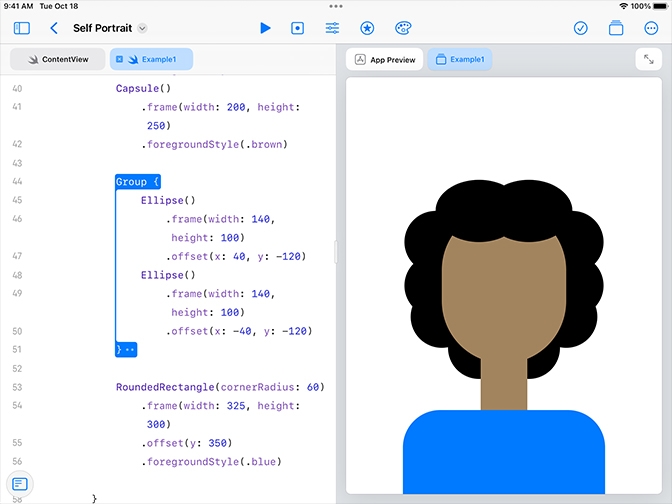 9:41 AM Tue Oct 18
100%
Self Portrait
ContentView
Example1
App Preview
Example1
40 Capsule()
41 .frame(width: 200, height:
250)
42 .foregroundStyle(.brown)
43
44 Group {
45 Ellipse()
46 .frame(width: 140,
height: 100)
47 .offset(x: 40, y: -120)
48 Ellipse()
49 .frame(width: 140,
height: 100)
50 .offset(x: -40, y: -120)
51 }
52
53 RoundedRectangle(cornerRadius: 60)
54 .frame(width: 325, height:
300)
55 .offset(y: 350)
56 .foregroundStyle(.blue)
58 }